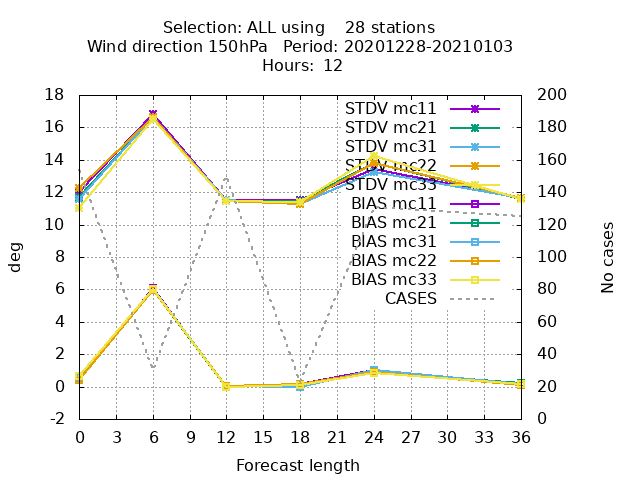 Selection: ALL using    28 stations
Wind direction 150hPa   Period: 20201228-20210103
Hours:  12
18
16
14
12
10
8
6
4
2
0
-2
deg
200
180
160
140
120
100
80
60
40
20
0
No cases
STDV mc11
STDV mc21
STDV mc31
STDV mc22
STDV mc33
BIAS mc11
BIAS mc21
BIAS mc31
BIAS mc22
BIAS mc33
CASES
0 3 6 9 12 15 18 21 24 27 30 33 36
Forecast length